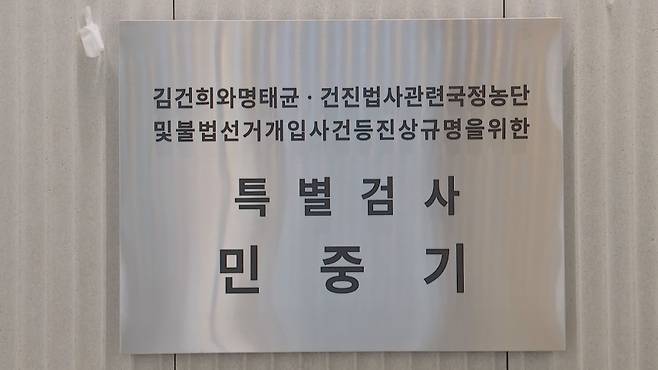 김건희와명태균·건진법사관련국정농단
및불법선거개입사건등진상규명을위한
특별검사
민중기